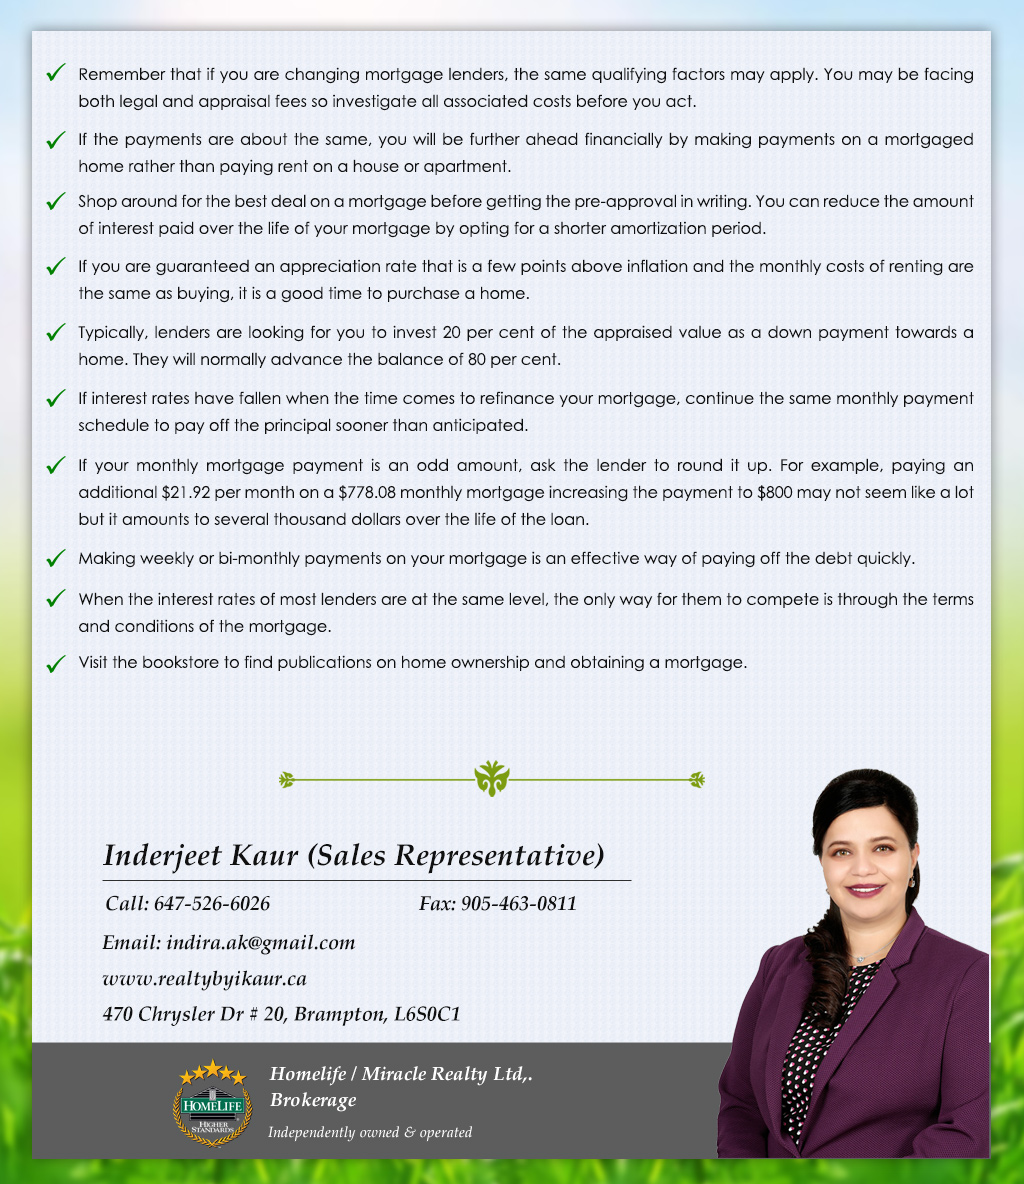 Remember that if you are changing mortgage lenders, the same qualifying factors may apply. You may be facing
both legal and appraisal fees so investigate all associated costs before you act.
If the payments are about the same, you will be further ahead financially by making payments on a mortgaged
home rather than paying rent on a house or apartment.
Shop around for the best deal on a mortgage before getting the pre-approval in writing. You can reduce the amount
of interest paid over the life of your mortgage by opting for a shorter amortization period.
If you are guaranteed an appreciation rate that is a few points above inflation and the monthly costs of renting are
the same as buying, it is a good time to purchase a home.
Typically, lenders are looking for you to invest 20 per cent of the appraised value as a down payment towards a
home. They will normally advance the balance of 80 per cent.
If interest rates have fallen when the time comes to refinance your mortgage, continue the same monthly payment
schedule to pay off the principal sooner than anticipated.
If your monthly mortgage payment is an odd amount, ask the lender to round it up. For example, paying an
additional $21.92 per month on a $778.08 monthly mortgage increasing the payment to $800 may not seem like a lot
but it amounts to several thousand dollars over the life of the loan.
Making weekly or bi-monthly payments on your mortgage is an effective way of paying off the debt quickly.
When the interest rates of most lenders are at the same level, the only way for them to compete is through the terms
and conditions of the mortgage.
Visit the bookstore to find publications on home ownership and obtaining a mortgage.
Inderjeet Kaur (Sales Representative)
Call: 647-526-6026 Fax: 905-463-0811
Email: indira.ak@gmail.com
www.realtybyikaur.ca
470 Chrysler Dr # 20, Brampton, L6S0C1
HOMELIFE
HIGHER
STANDARDS
Homelife / Miracle Realty Ltd,.
Brokerage
Independently owned & operated